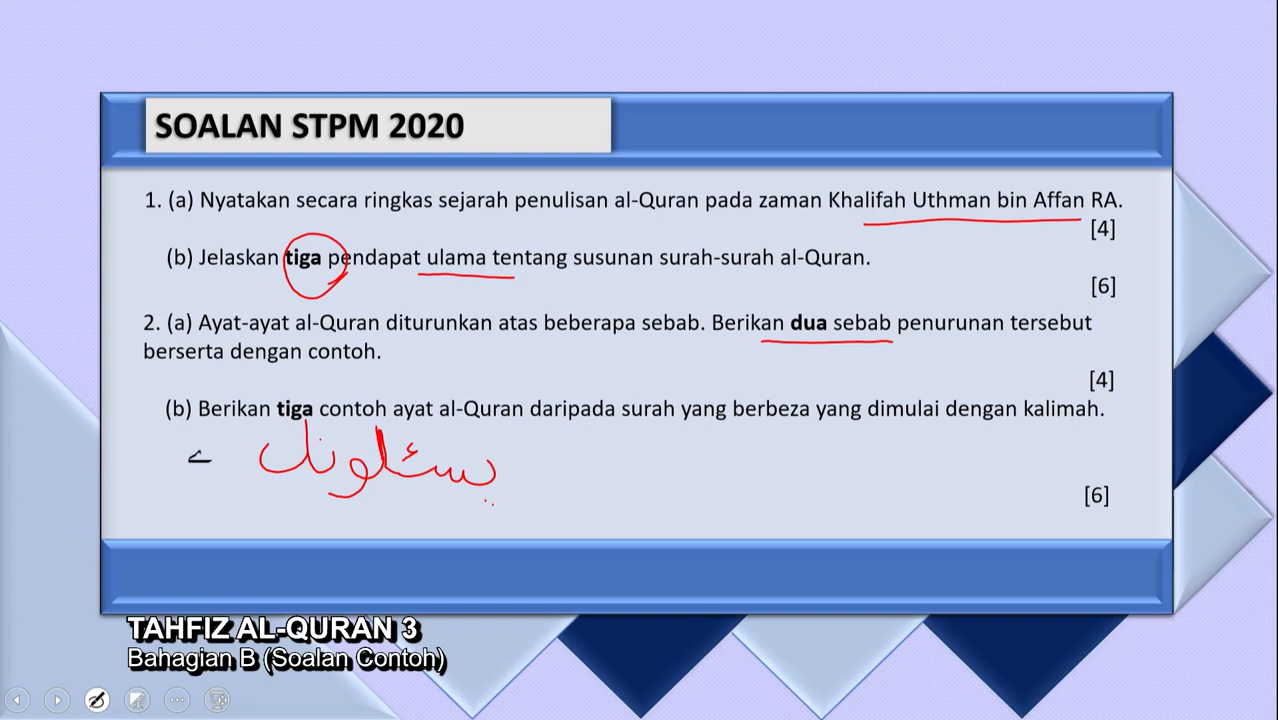 SOALAN STPM 2020
1. (a) Nyatakan secara ringkas sejarah penulisan al-Quran pada zaman Khalifah Uthman bin Affan RA.
[4]
(b) Jelaskan tiga pendapat ulama tentang susunan surah-surah al-Quran.
[6]
2. (a) Ayat-ayat al-Quran diturunkan atas beberapa sebab. Berikan dua sebab penurunan tersebut
berserta dengan contoh.
[4]
(b) Berikan tiga contoh ayat al-Quran daripada surah yang berbeza yang dimulai dengan kalimah.
يسئلونك
[6]
TAHFIZ AL-QURAN 3
Bahagian B (Soalan Contoh)